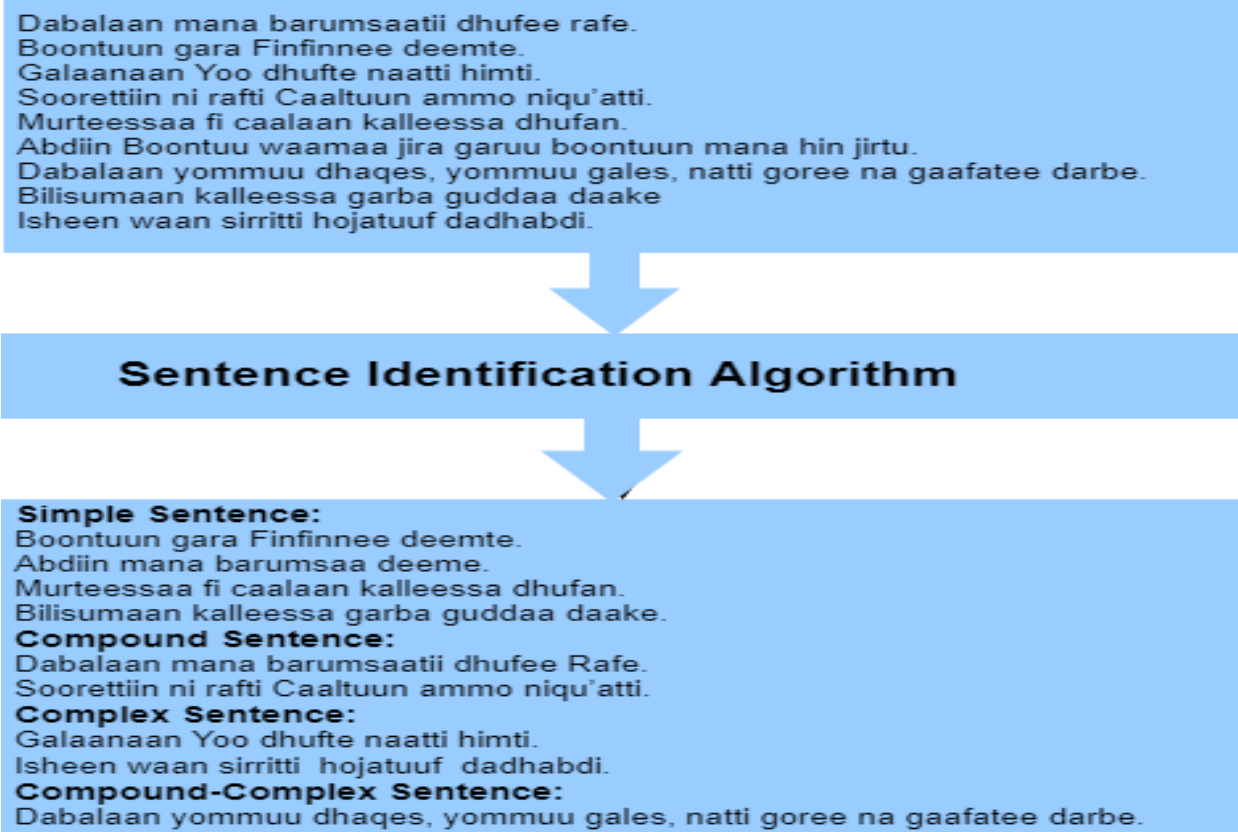 Dabalaan mana barumsaatii dhufee rafe.
Boontuun gara Finfinnee deemte.
Galaanaan Yoo dhufte naatti himti.
Soorettiin ni rafti Caaltuun ammo niqu'atti.
Murteessaa fi caalaan kalleessa dhufan.
Abdiin Boontuu waamaa jira garuu boontuun mana hin jirtu.
Dabalaan yommuu dhaqes, yommuu gales, natti goree na gaafatee darbe.
Bilisumaan kalleessa garba guddaa daake
Isheen waan sirritti hojatuuf dadhabdi.
Sentence Identification Algorithm
Simple Sentence:
Boontuun gara Finfinnee deemte.
Abdiin mana barumsaa deeme.
Murteessaa fi caalaan kalleessa dhufan.
Bilisumaan kalleessa garba guddaa daake.
Compound Sentence:
Dabalaan mana barumsaatii dhufee Rafe.
Soorettiin ni rafti Caaltuun ammo niqu'atti.
Complex Sentence:
Galaanaan Yoo dhufte naatti himti.
Isheen waan sirritti hojatuuf dadhabdi.
Compound-Complex Sentence:
Dabalaan yommuu dhaqes, yommuu gales, natti goree na gaafatee darbe.